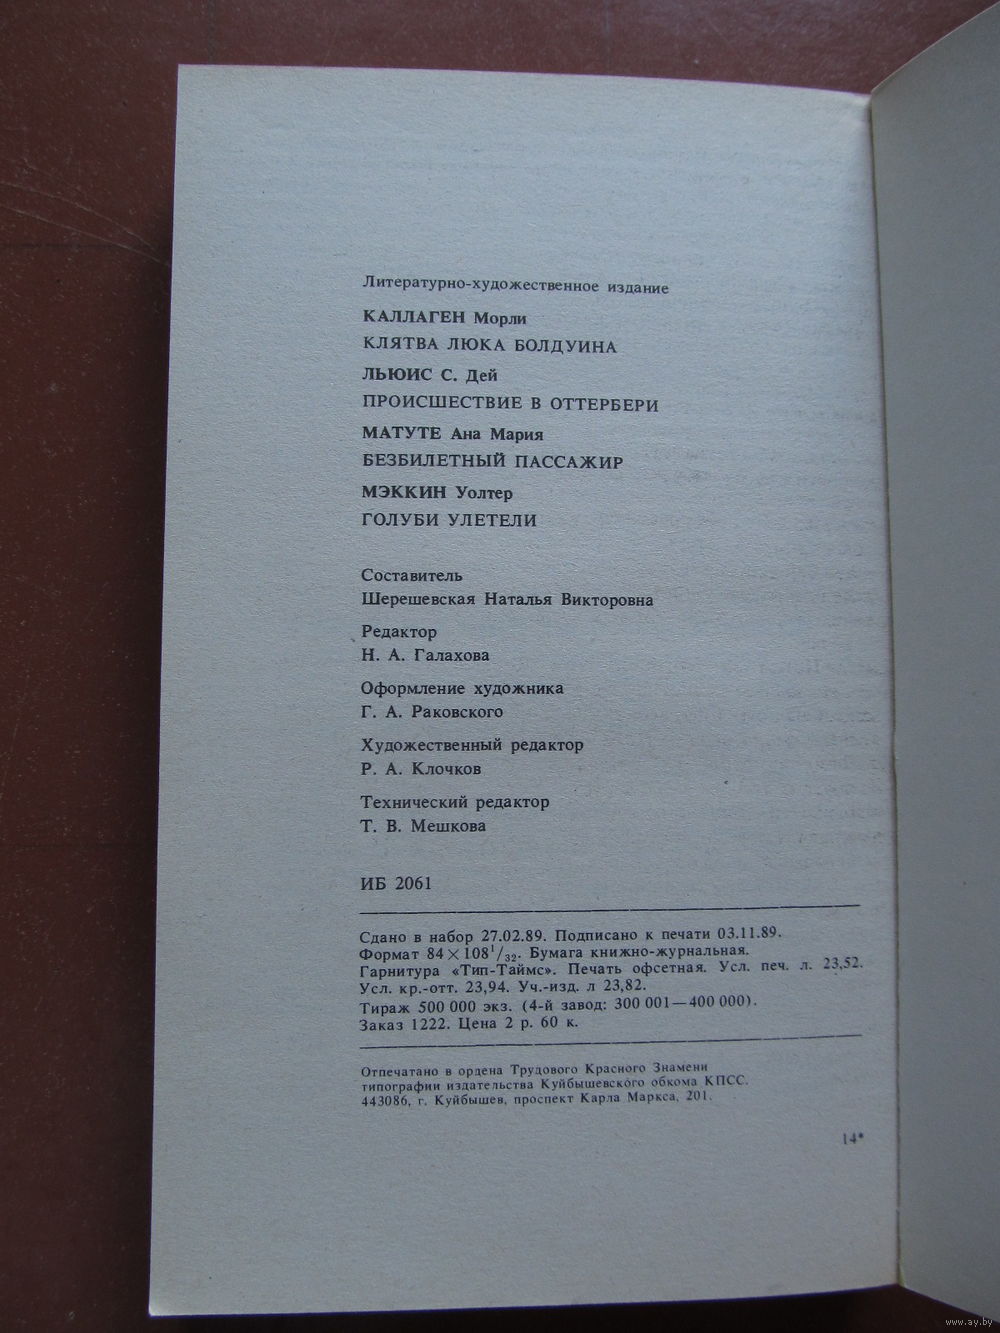 Литературно-художественное издание
КАЛЛАГЕН Морли
КЛЯТВА ЛЮКА БОЛДУИНА
ЛЬЮИС С. Дей
ПРОИСШЕСТВИЕ В ОТТЕРБЕРИ
МАТУТЕ Ана Мария
БЕЗБИЛЕТНЫЙ ПАССАЖИР
МЭККИН Уолтер
ГОЛУБИ УЛЕТЕЛИ
Составитель
Шерешевская Наталья Викторовна
Редактор
Н. А. Галахова
Оформление художника
Г. А. Раковского
Художественный редактор
Р. А. Клочков
Технический редактор
Т. В. Мешкова
ИБ 2061
Сдано в набор 27.02.89. Подписано к печати 03.11.89.
Формат 84×108¹/₃₂. Бумага книжно-журнальная.
Гарнитура «Тип-Таймс». Печать офсетная. Усл. печ. л. 23,52.
Усл. кр.-отт. 23,94. Уч.-изд. л 23,82.
Тираж 500 000 экз. (4-й завод: 300 001—400 000).
Заказ 1222. Цена 2 р. 60 к.
Отпечатано в ордена Трудового Красного Знамени
типографии издательства Куйбышевского обкома КПСС.
443086, г. Куйбышев, проспект Карла Маркса, 201.
14*
www.ay.by